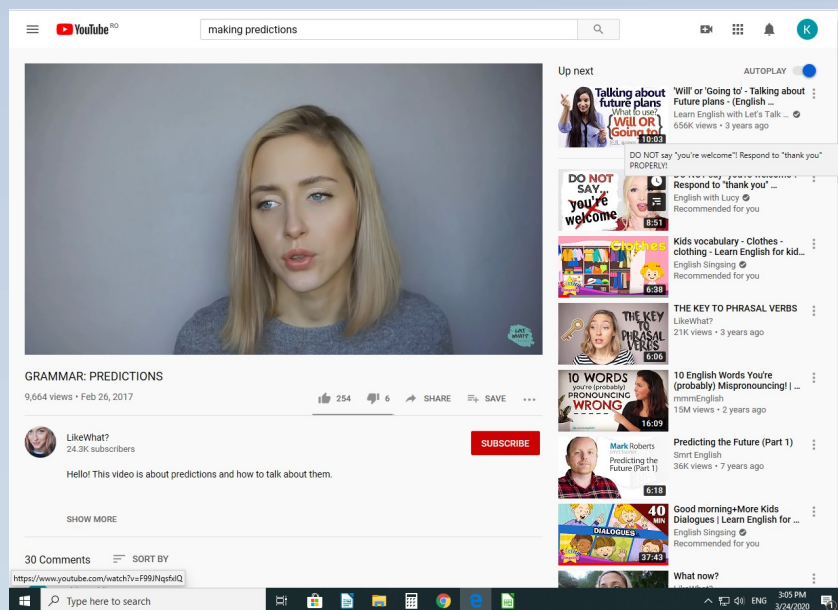 YouTube RO
making predictions
K
LIKE WHAT?
GRAMMAR: PREDICTIONS
9,664 views • Feb 26, 2017
254
6
SHARE
SAVE
LikeWhat?
24.3K subscribers
SUBSCRIBE
Hello! This video is about predictions and how to talk about them.
SHOW MORE
30 Comments
SORT BY
https://www.youtube.com/watch?v=F99JNqsfxlQ
Up next
AUTOPLAY
Talking about
future plans
What to use?
Will OR
Going to
10:03
'Will' or 'Going to' - Talking about
Future plans - (English ...
Learn English with Let's Talk ...
656K views • 3 years ago
DO NOT say "you're welcome"! Respond to "thank you"
PROPERLY!
DO NOT
SAY...
you're
welcome
8:51
Respond to "thank you" ...
English with Lucy
Recommended for you
Clothes
6:38
Kids vocabulary - Clothes -
clothing - Learn English for kid...
English Singsing
Recommended for you
THE KEY
TO
PHRASAL
VERBS
6:06
THE KEY TO PHRASAL VERBS
LikeWhat?
21K views • 3 years ago
10 WORDS
you're (probably)
PRONOUNCING
WRONG
16:09
10 English Words You're
(probably) Mispronouncing! | ...
mmmEnglish
15M views • 2 years ago
Mark Roberts
Predicting the
Future (Part 1)
6:18
Predicting the Future (Part 1)
Smrt English
36K views • 7 years ago
40
MIN
DIALOGUES
37:43
Good morning+More Kids
Dialogues | Learn English for ...
English Singsing
Recommended for you
What now?
Type here to search
ENG
3:05 PM
3/24/2020